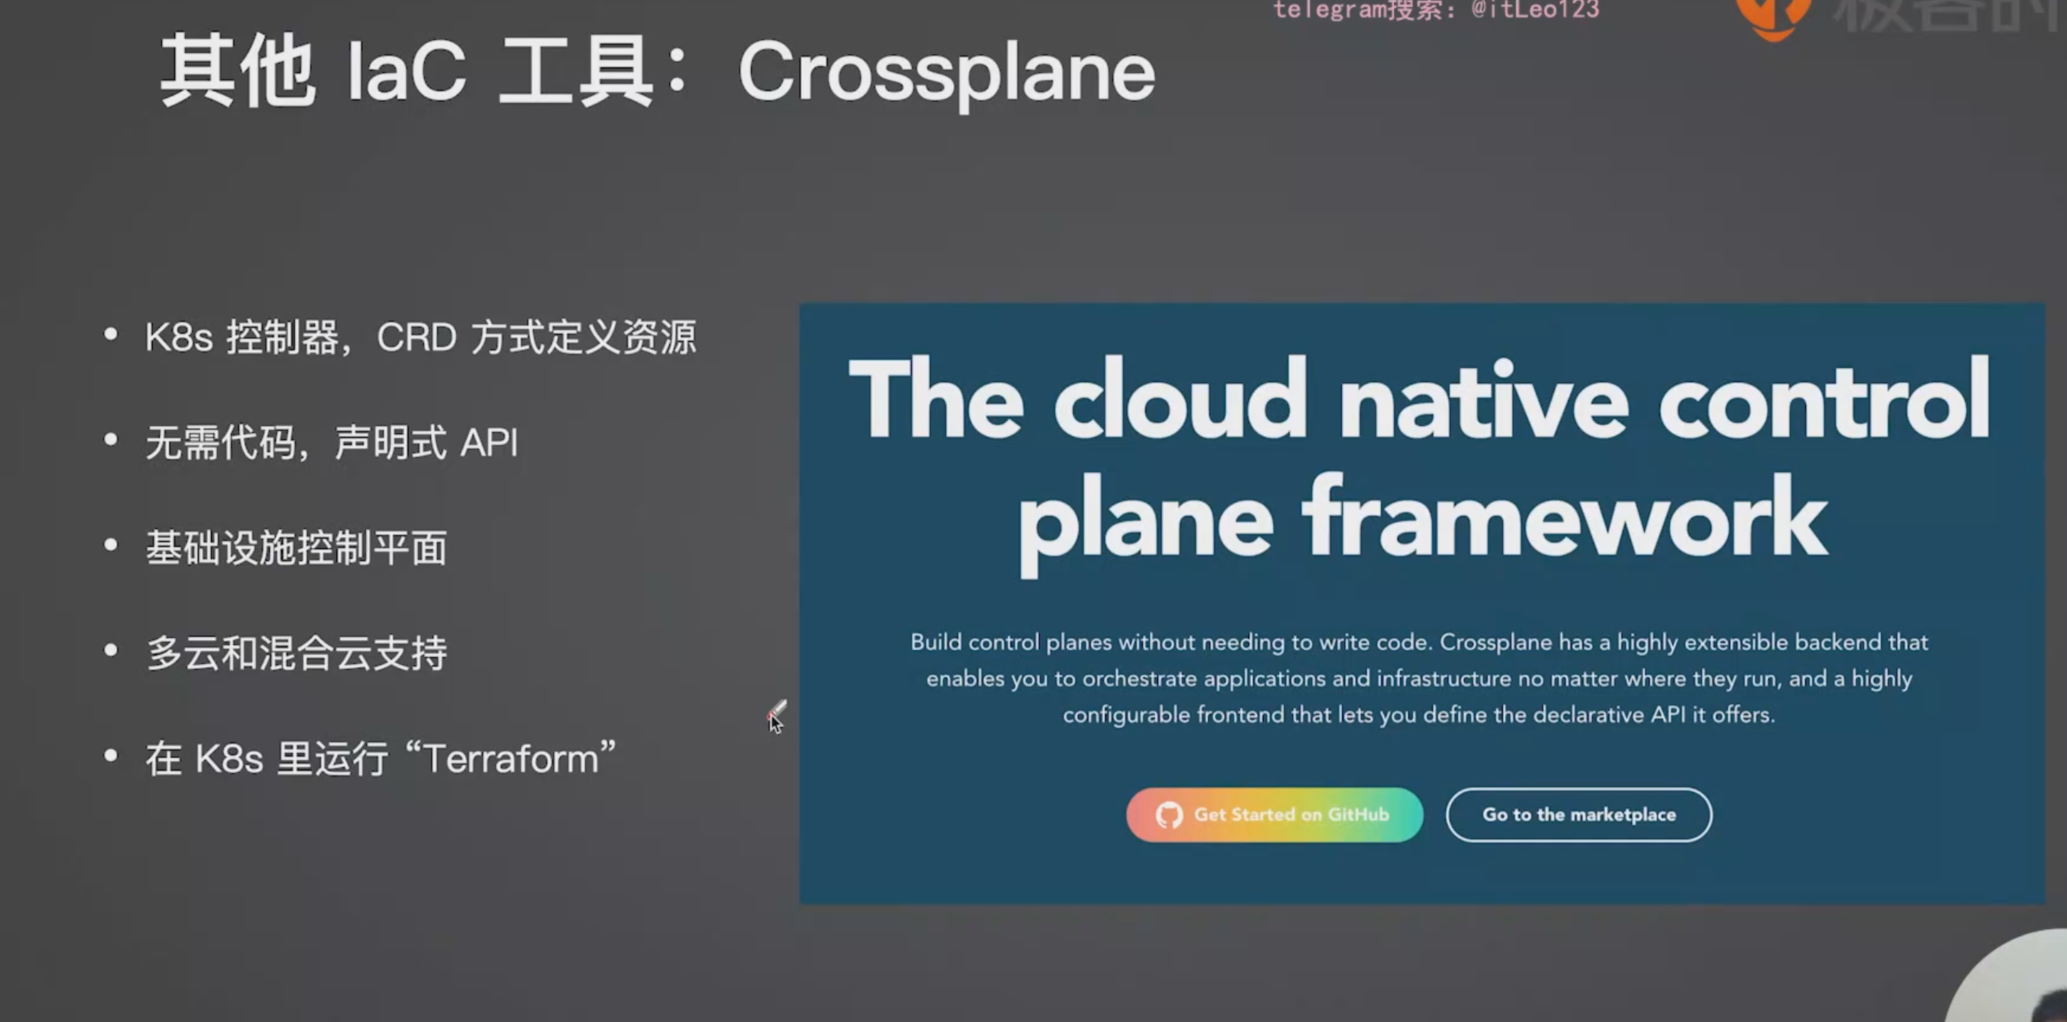 telegram搜索：@itLeo123
其他 IaC 工具：Crossplane
• K8s 控制器，CRD 方式定义资源
• 无需代码，声明式 API
• 基础设施控制平面
• 多云和混合云支持
• 在 K8s 里运行 “Terraform”
The cloud native control
plane framework
Build control planes without needing to write code. Crossplane has a highly extensible backend that
enables you to orchestrate applications and infrastructure no matter where they run, and a highly
configurable frontend that lets you define the declarative API it offers.
Get Started on GitHub
Go to the marketplace